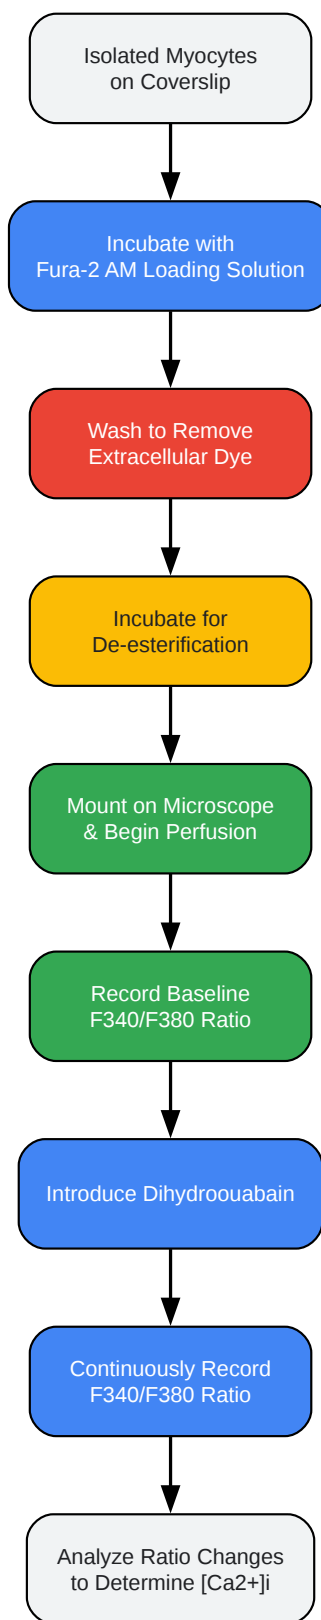 Isolated Myocytes
on Coverslip
Incubate with
Fura-2 AM Loading Solution
Wash to Remove
Extracellular Dye
Incubate for
De-esterification
Mount on Microscope
& Begin Perfusion
Record Baseline
F340/F380 Ratio
Introduce Dihydroouabain
Continuously Record
F340/F380 Ratio
Analyze Ratio Changes
to Determine [Ca2+]i